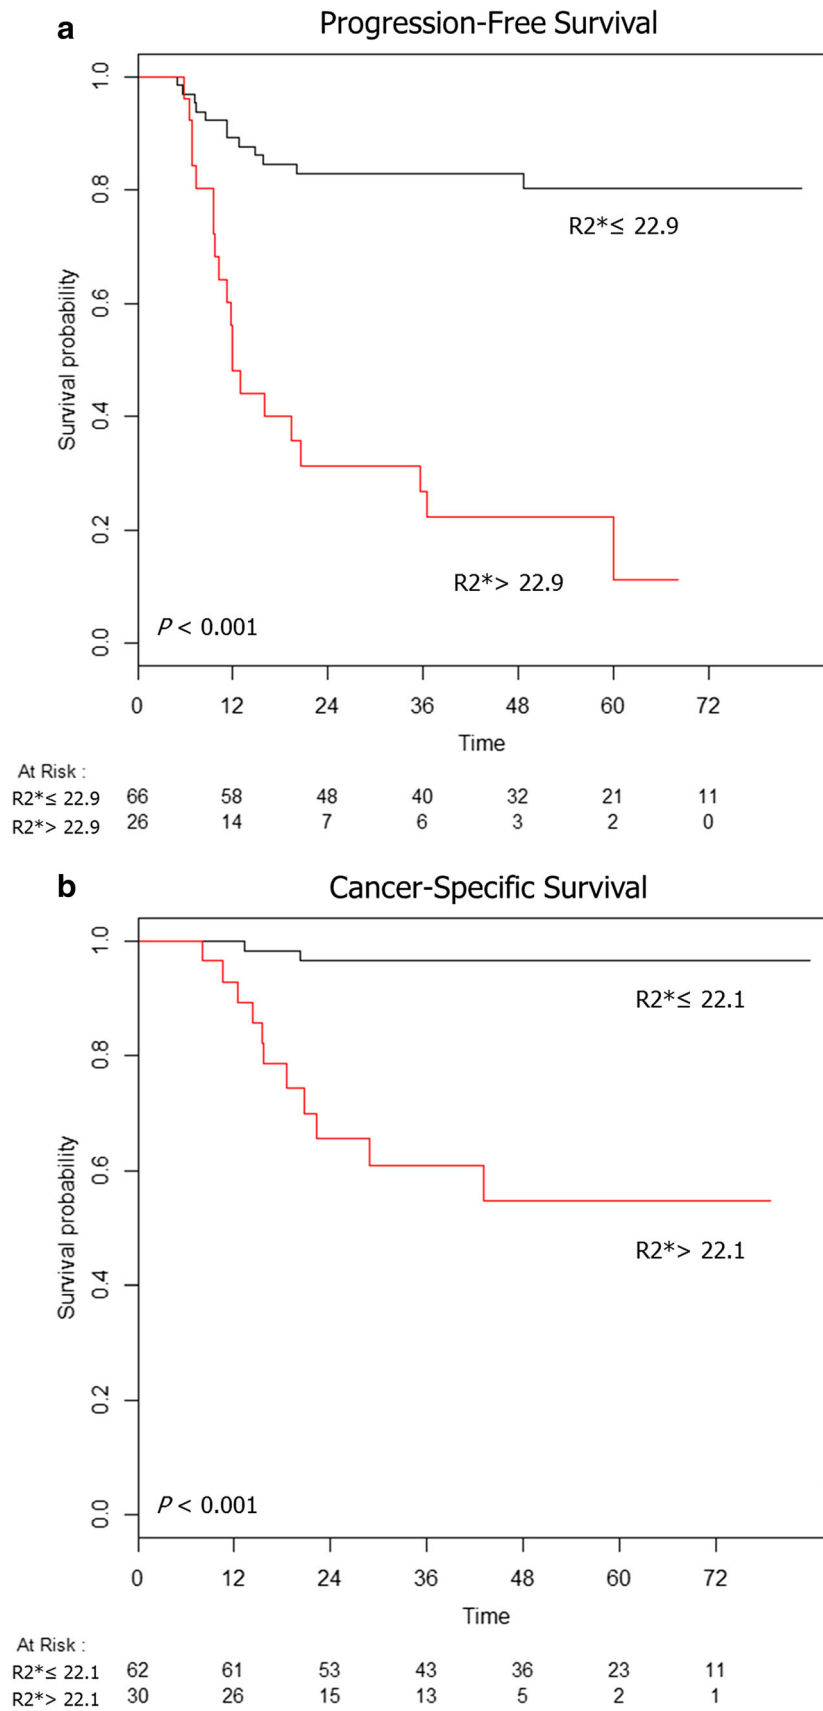 a Progression-Free Survival
1.0
0.8
0.6
0.4
0.2
0.0
Survival probability
R2*≤ 22.9
R2*> 22.9
P < 0.001
0 12 24 36 48 60 72
Time
At Risk :
R2*≤ 22.9 66 58 48 40 32 21 11
R2*> 22.9 26 14 7 6 3 2 0
b Cancer-Specific Survival
1.0
0.8
0.6
0.4
0.2
0.0
Survival probability
R2*≤ 22.1
R2*> 22.1
P < 0.001
0 12 24 36 48 60 72
Time
At Risk :
R2*≤ 22.1 62 61 53 43 36 23 11
R2*> 22.1 30 26 15 13 5 2 1